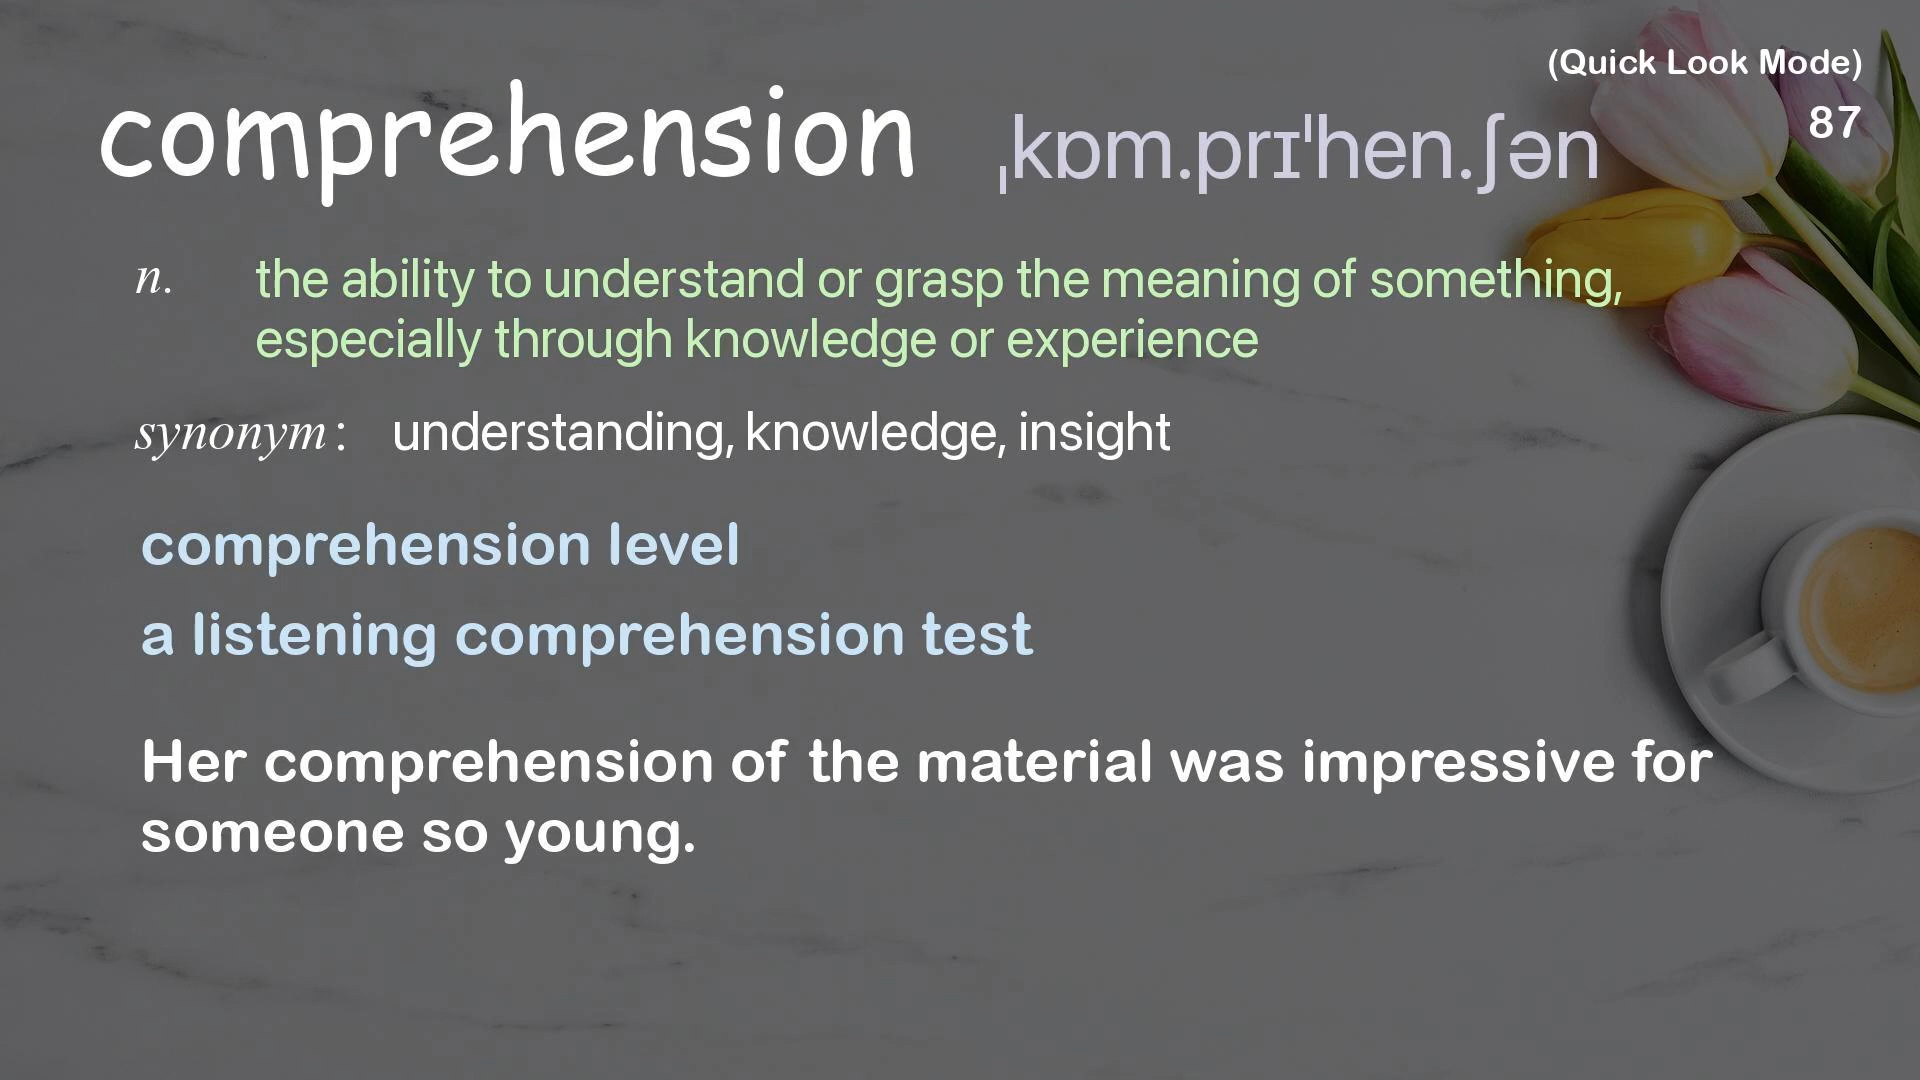 (Quick Look Mode)
87
comprehension ˌkɒm.prɪˈhen.ʃən
n. the ability to understand or grasp the meaning of something,
especially through knowledge or experience
synonym: understanding, knowledge, insight
comprehension level
a listening comprehension test
Her comprehension of the material was impressive for
someone so young.